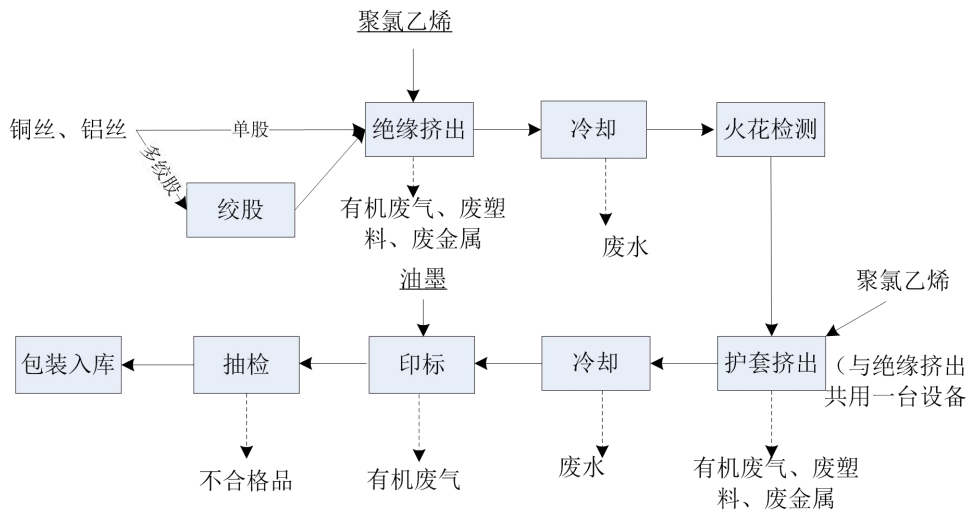 聚氯乙烯
铜丝、铝丝
单股
绝缘挤出
冷却
火花检测
多绞股
绞股
有机废气、废塑
料、废金属
废水
油墨
聚氯乙烯
包装入库
抽检
印标
冷却
护套挤出
（与绝缘挤出
共用一台设备
不合格品
有机废气
废水
有机废气、废塑
料、废金属